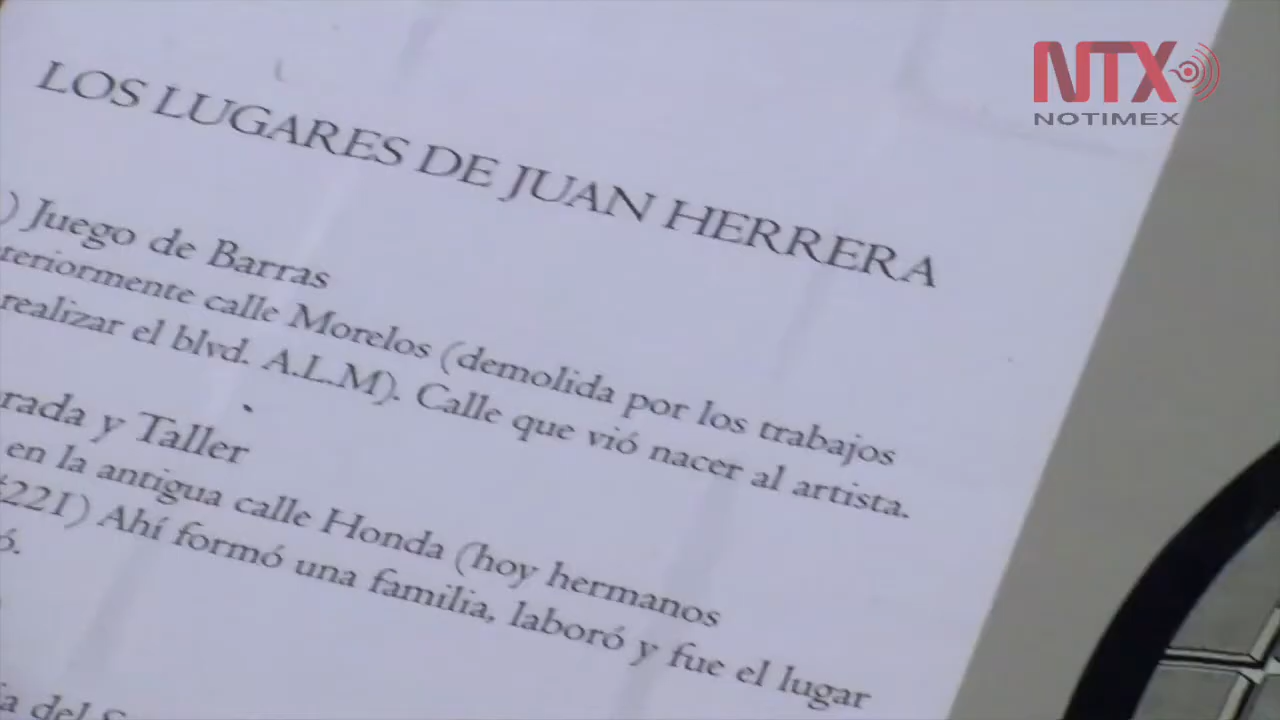 NTX
NOTIMEX
LOS LUGARES DE JUAN HERRERA
) Juego de Barras
teriormente calle Morelos (demolida por los trabajos
realizar el blvd. A.L.M). Calle que vió nacer al artista.
rada y Taller
en la antigua calle Honda (hoy hermanos
221) Ahí formó una familia, laboró y fue el lugar
ó.
a del